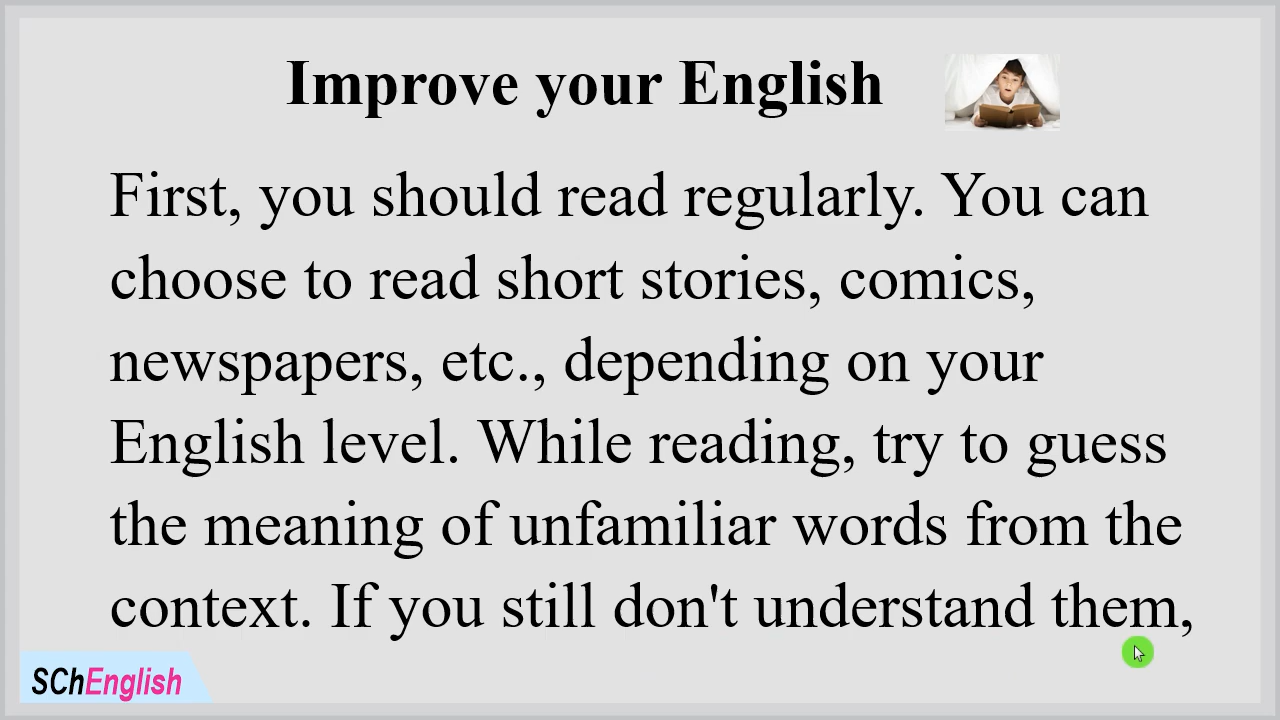 Improve your English
First, you should read regularly. You can
choose to read short stories, comics,
newspapers, etc., depending on your
English level. While reading, try to guess
the meaning of unfamiliar words from the
context. If you still don't understand them,
SChEnglish